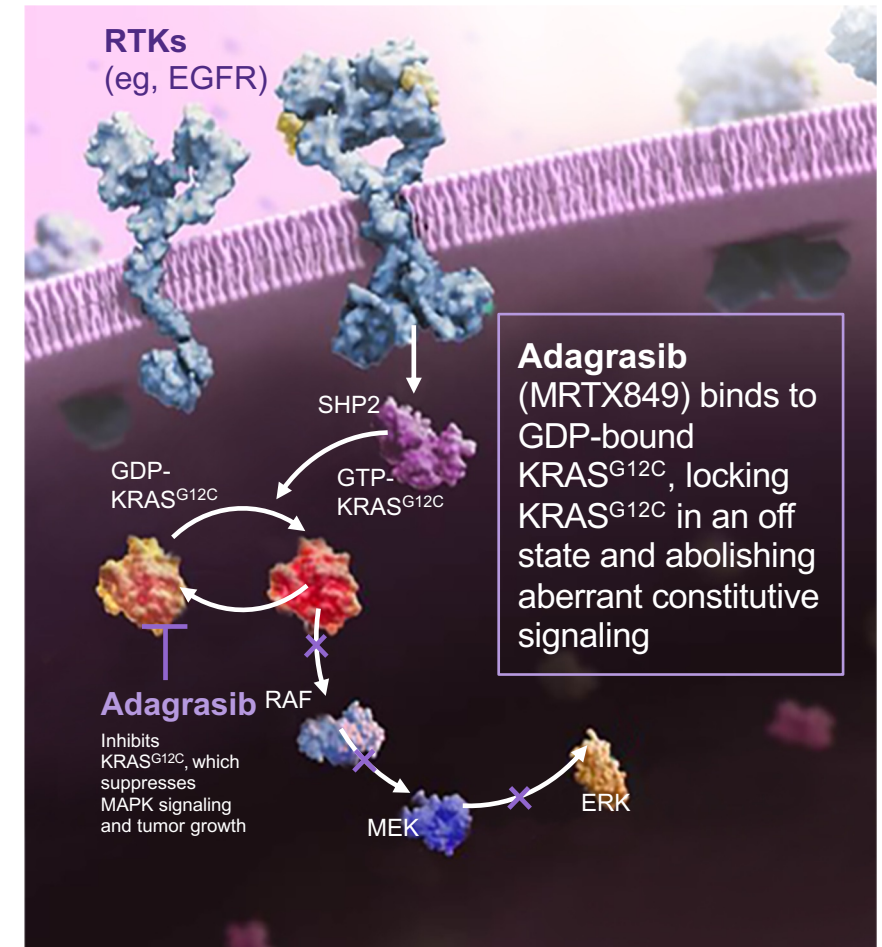 RTKs
(eg, EGFR)
SHP2
GDP-
KRASG12C
GTP-
KRASG12C
Adagrasib
(MRTX849) binds to
GDP-bound
KRASG12C, locking
KRASG12C in an off
state and abolishing
aberrant constitutive
signaling
Adagrasib
Inhibits
KRASG12C, which
suppresses
MAPK signaling
and tumor growth
RAF
MEK
ERK